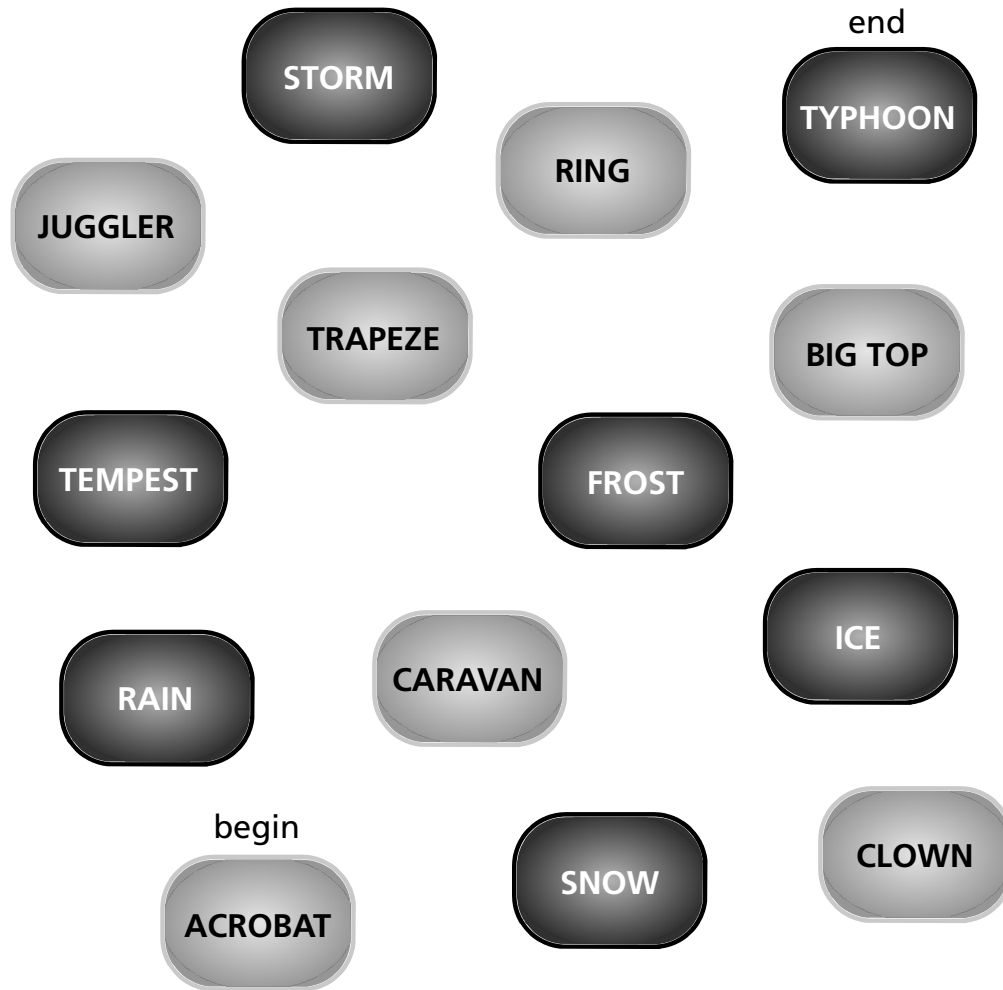 end
STORM
TYPHOON
RING
JUGGLER
TRAPEZE
BIG TOP
TEMPEST
FROST
ICE
RAIN
CARAVAN
begin
CLOWN
SNOW
ACROBAT